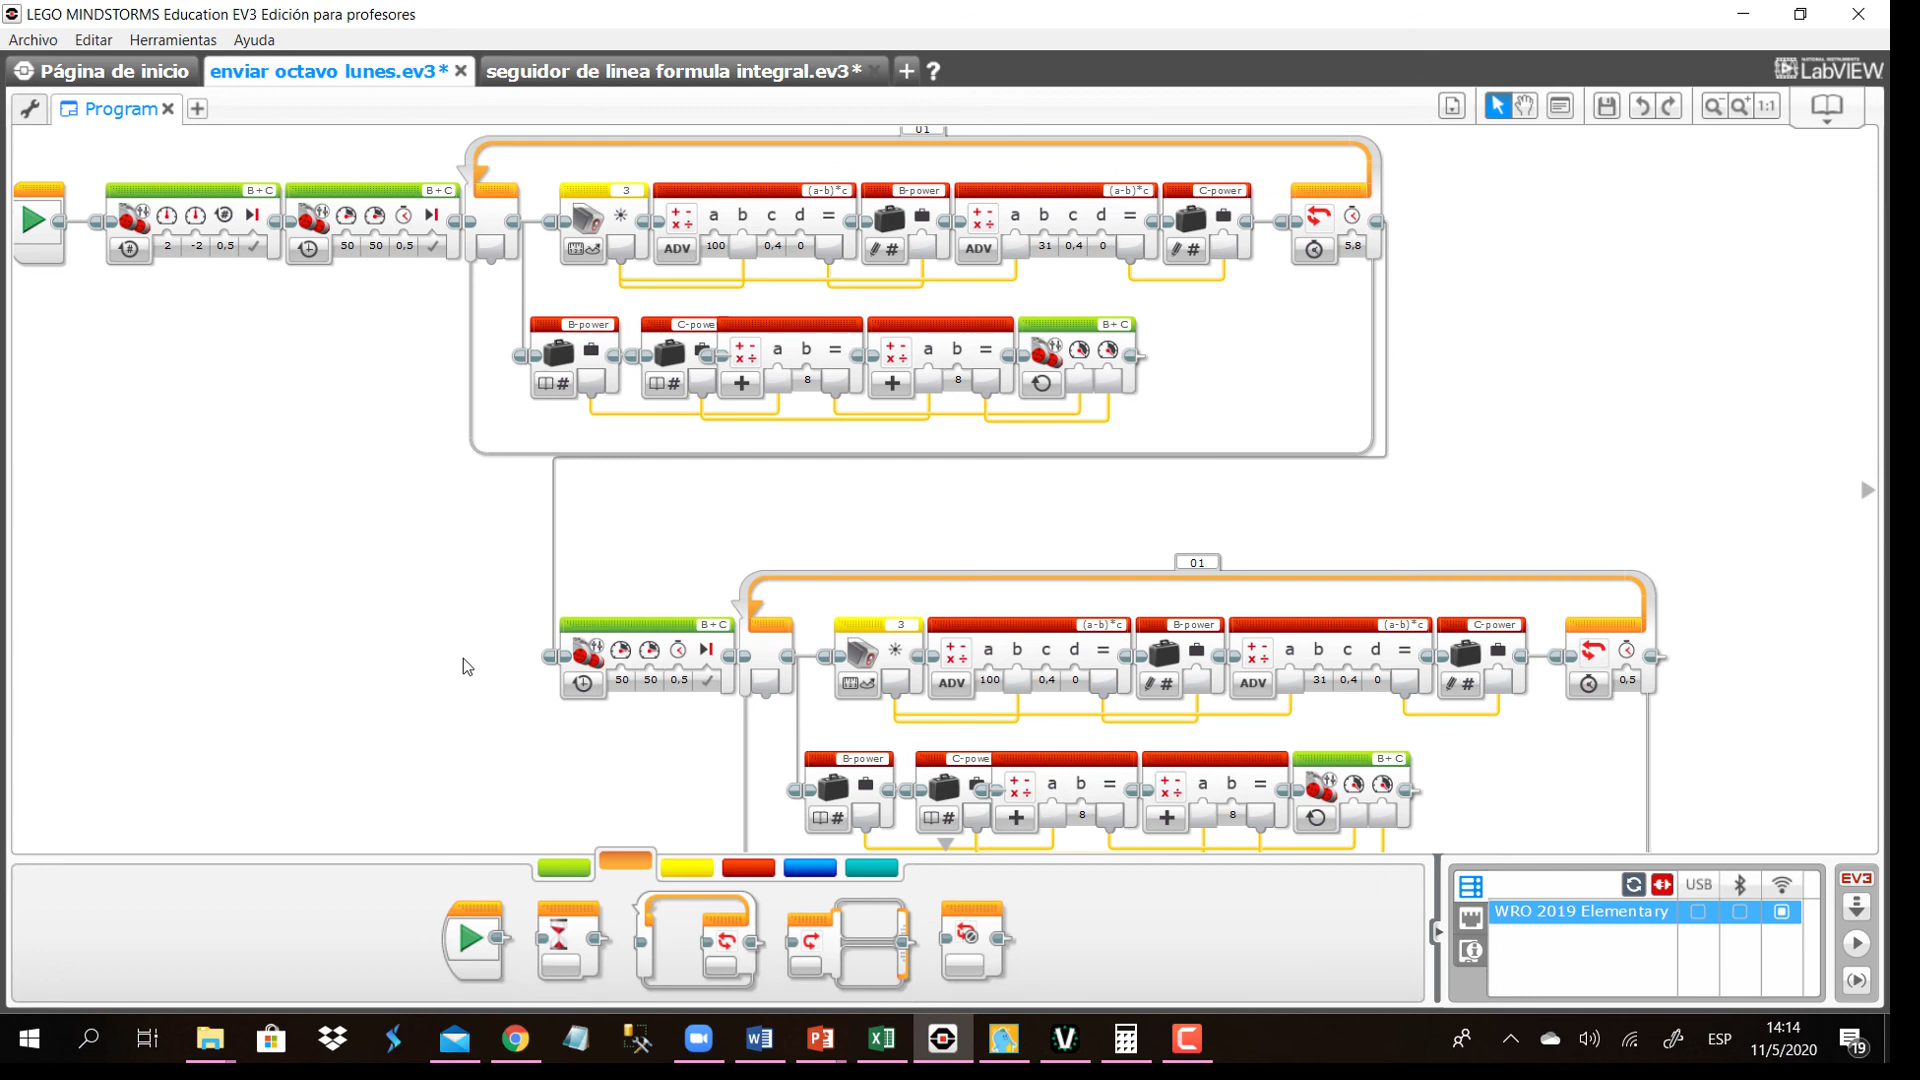 LEGO MINDSTORMS Education EV3 Edición para profesores
Archivo Editar Herramientas Ayuda
Página de inicio enviar octavo lunes.ev3* seguidor de linea formula integral.ev3* + ?
LabVIEW
Program
1:1
01
B+C B+C 3 (a-b)*c B-power (a-b)*c C-power
a b c d = a b c d =
# 2 -2 0,5 50 50 0,5 ADV 100 0,4 0 # ADV 31 0,4 0 # 5,8
B-power C-powe B+C
a b = a b =
# # 8 8
01
B+C 3 (a-b)*c B-power (a-b)*c C-power
a b c d = a b c d =
50 50 0,5 ADV 100 0,4 0 # ADV 31 0,4 0 # 0,5
B-power C-powe B+C
a b = a b =
# # 8 8
USB
EV3
WRO 2019 Elementary
ESP
14:14
11/5/2020
19